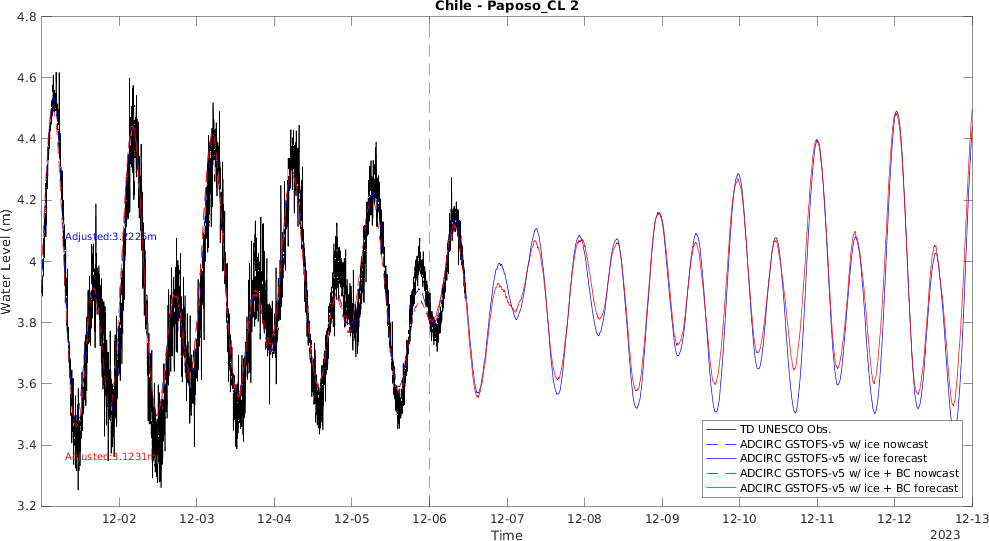 Chile - Paposo_CL 2
4.8
4.6
4.4
4.2
4
3.8
3.6
3.4
3.2
Water Level (m)
Adjusted:3.2226m
Adjusted:3.1231m
TD UNESCO Obs.
ADCIRC GSTOFS-v5 w/ ice nowcast
ADCIRC GSTOFS-v5 w/ ice forecast
ADCIRC GSTOFS-v5 w/ ice + BC nowcast
ADCIRC GSTOFS-v5 w/ ice + BC forecast
12-02 12-03 12-04 12-05 12-06 12-07 12-08 12-09 12-10 12-11 12-12 12-13
Time
2023